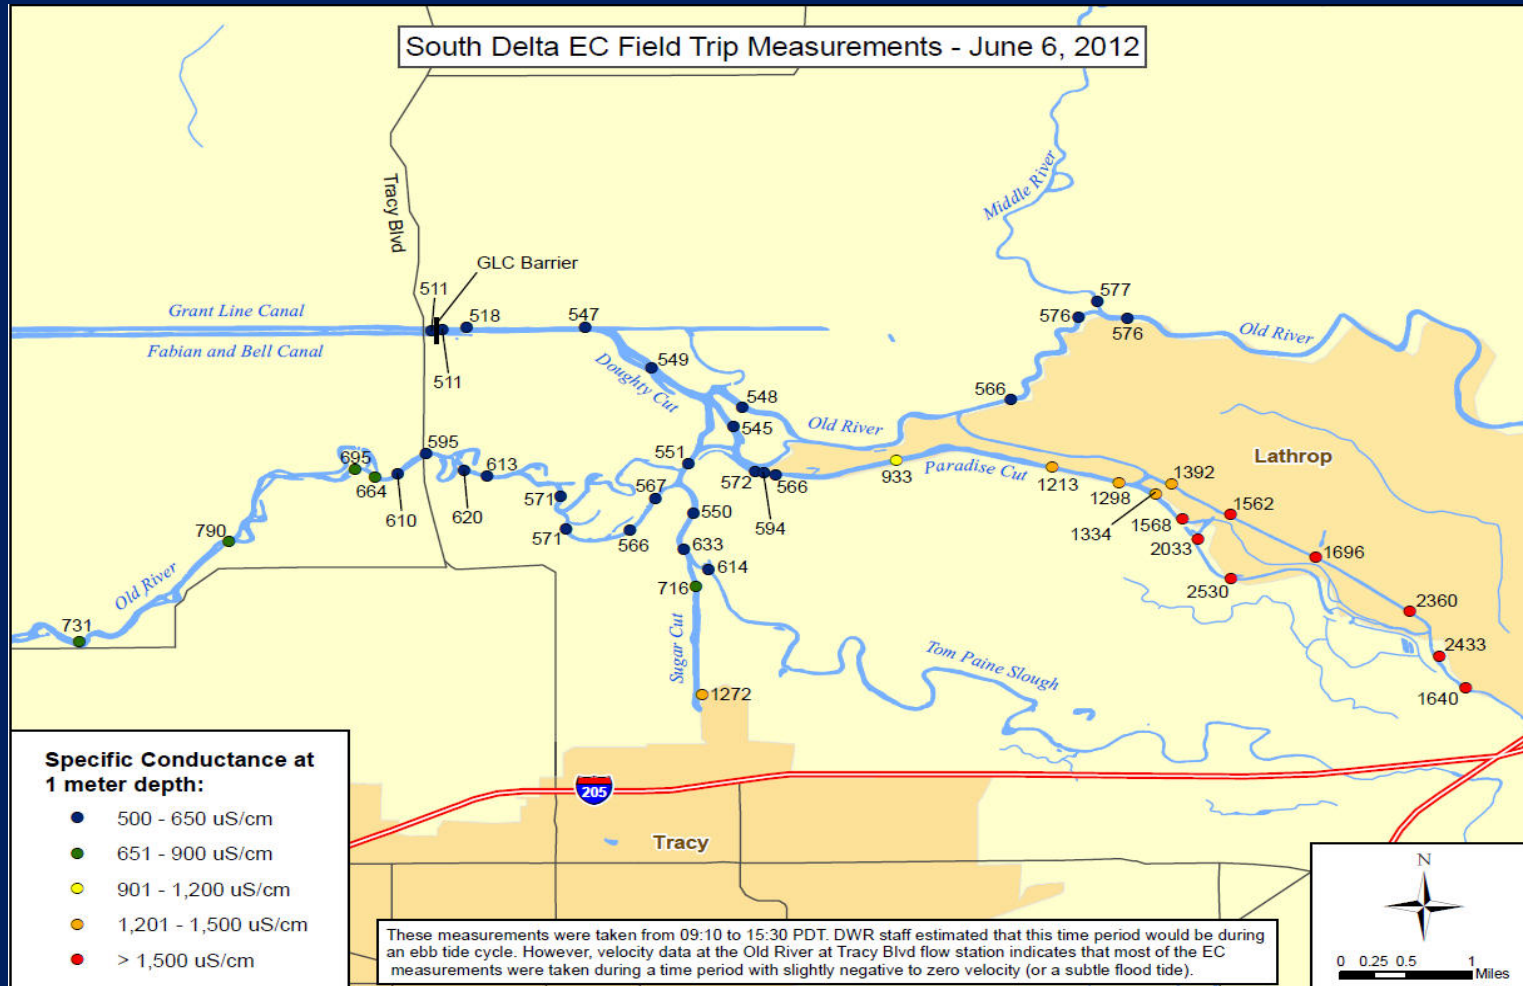 South Delta EC Field Trip Measurements - June 6, 2012
Tracy Blvd
Middle River
GLC Barrier
511
518
547
577
576
576
Grant Line Canal
Fabian and Bell Canal
Old River
511
549
Doughty Cut
548
566
Old River
545
595
551
Lathrop
695
613
933
Paradise Cut
1392
664
567
572
566
1213
1298
571
1562
610
620
550
594
1334
1568
790
571
566
2033
633
1696
614
Old River
716
2530
2360
731
Sugar Cut
Tom Paine Slough
2433
1272
1640
Specific Conductance at
1 meter depth:
500 - 650 uS/cm
651 - 900 uS/cm
901 - 1,200 uS/cm
1,201 - 1,500 uS/cm
> 1,500 uS/cm
205
Tracy
N
These measurements were taken from 09:10 to 15:30 PDT. DWR staff estimated that this time period would be during
an ebb tide cycle. However, velocity data at the Old River at Tracy Blvd flow station indicates that most of the EC
measurements were taken during a time period with slightly negative to zero velocity (or a subtle flood tide).
0 0.25 0.5 1
Miles